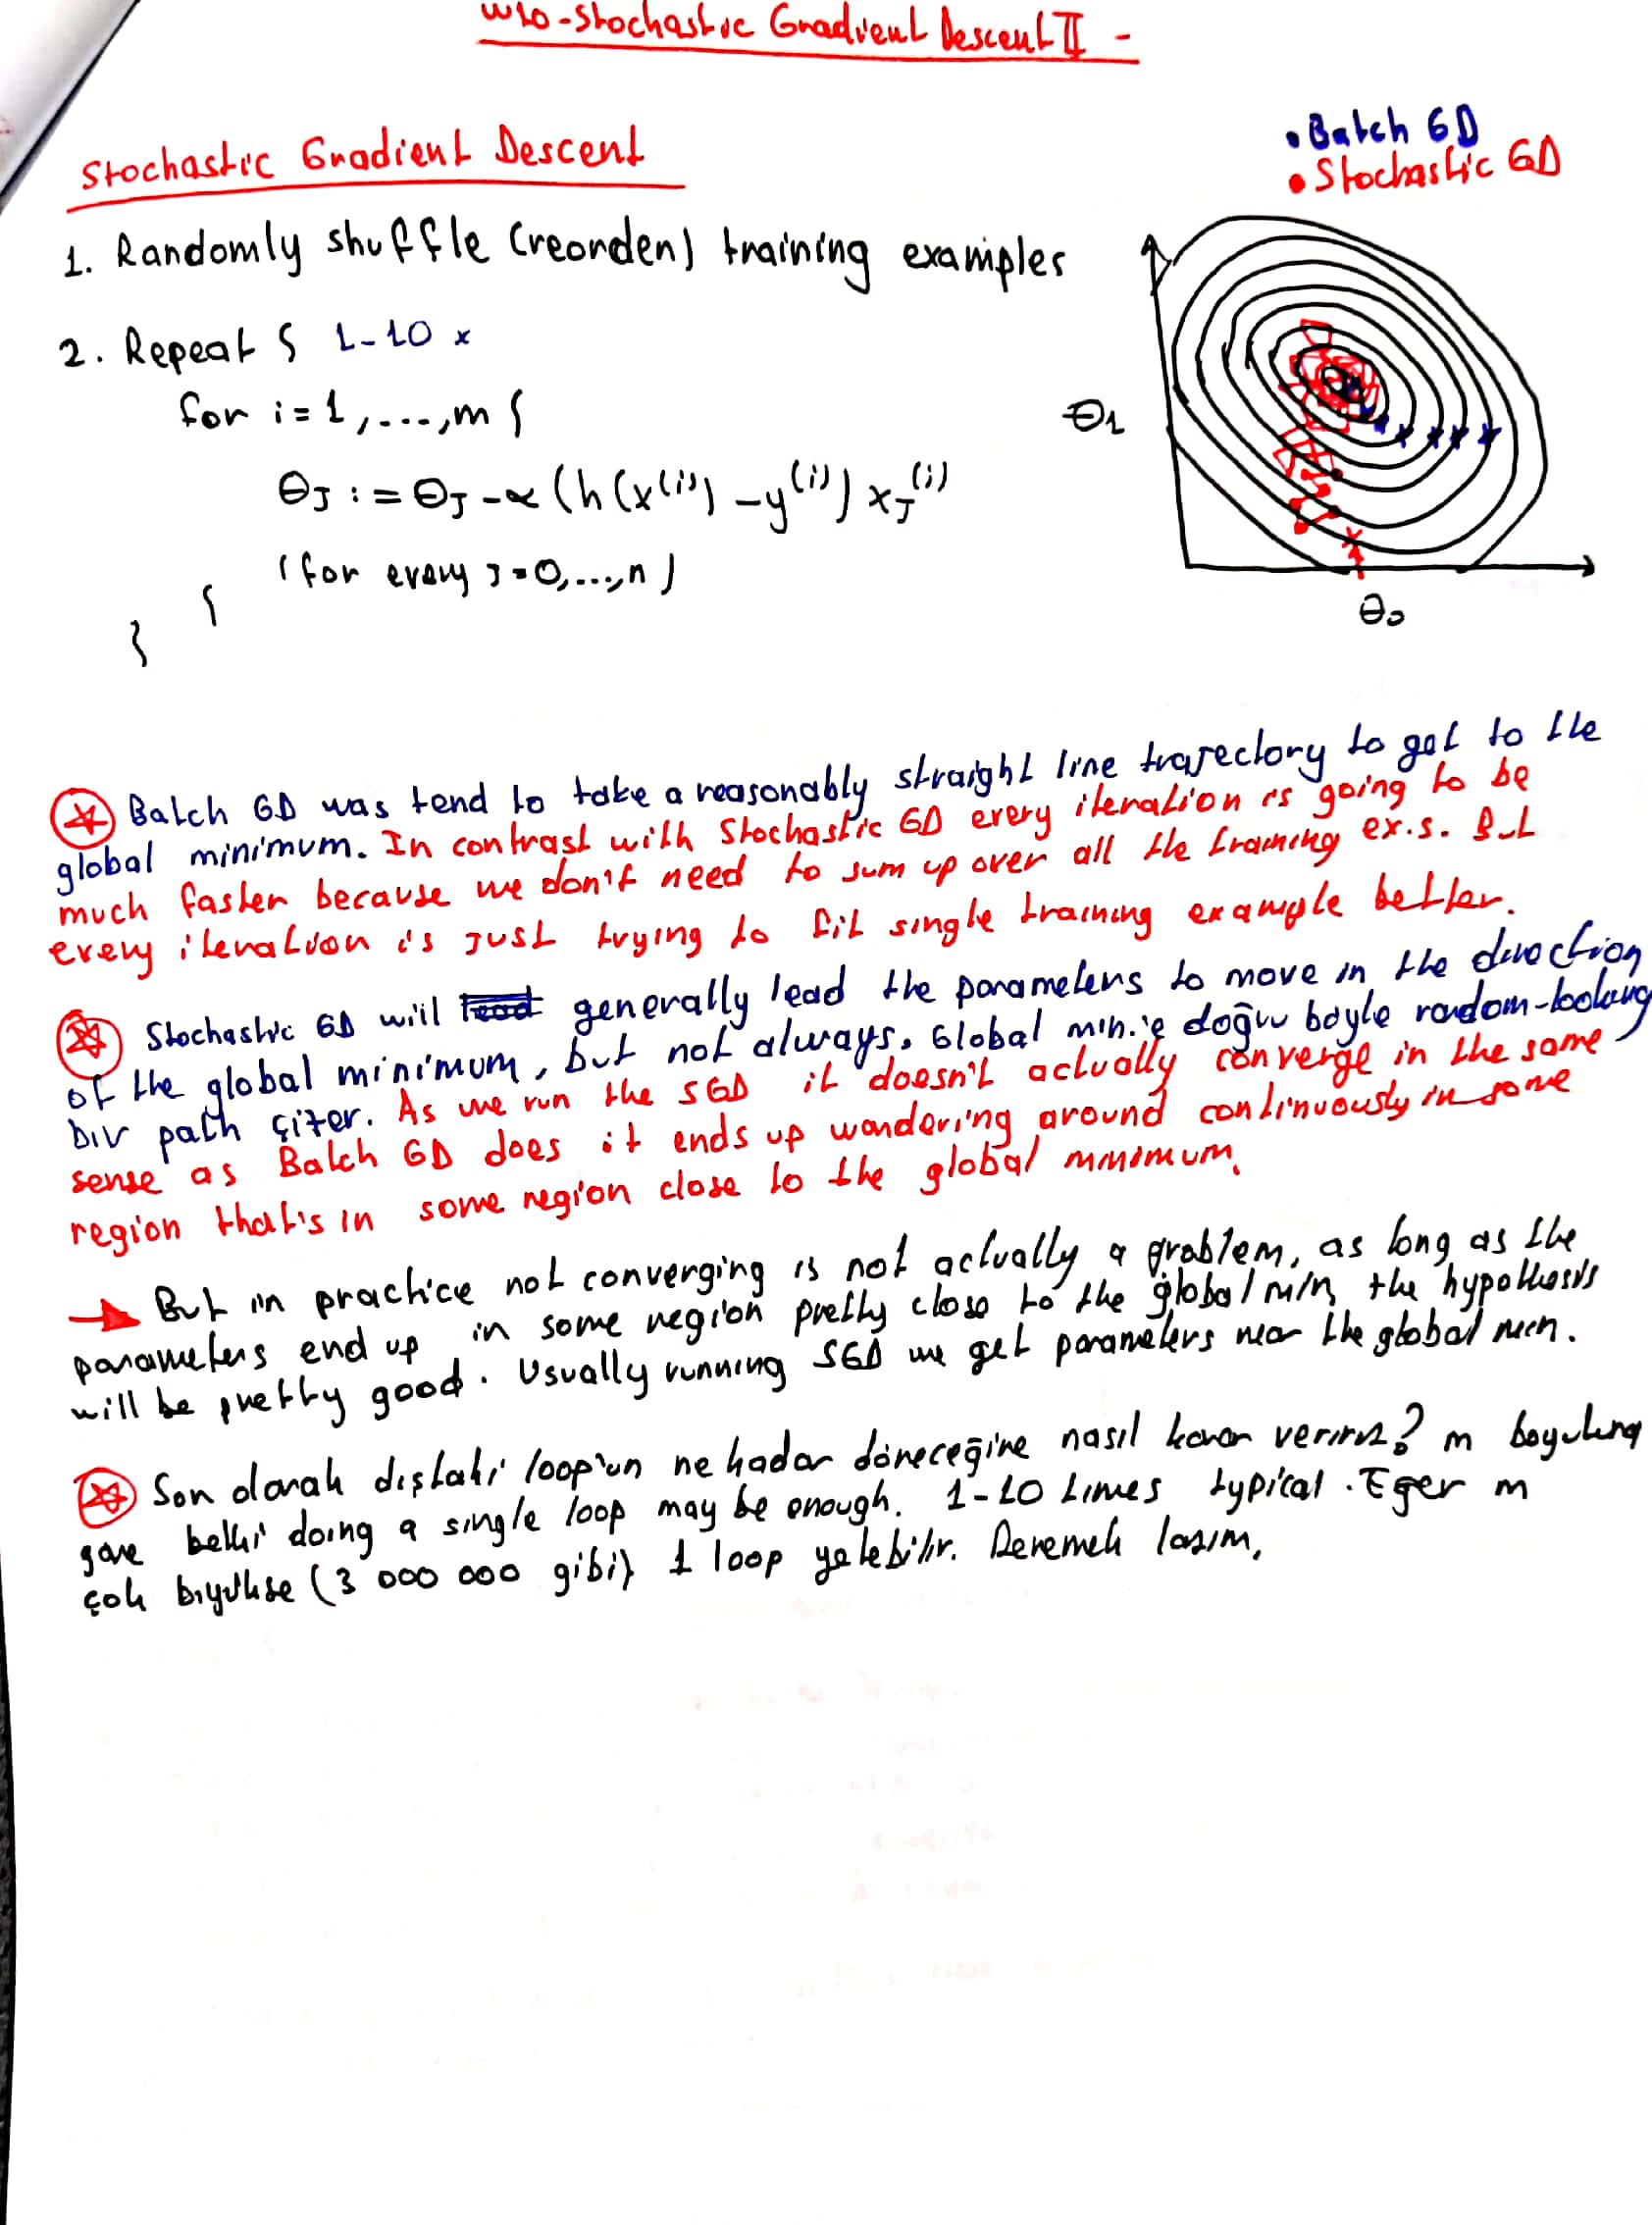 W10 - Stochastic Gradient Descent II -
Stochastic Gradient Descent
• Batch GD
• Stochastic GD
1. Randomly shuffle (reorder) training examples
2. Repeat { 1-10 x
for i = 1,...,m {
θJ := θJ - α (h(x^(i)) - y^(i)) xJ^(i)
(for every J=0,...,n)
}
}
θ1
θ0
Batch GD was tend to take a reasonably straight line trajectory to get to the
global minimum. In contrast with Stochastic GD every iteration is going to be
much faster because we don't need to sum up over all the training ex.s. But
every iteration is just trying to fit single training example better.
Stochastic GD will generally lead the parameters to move in the direction
of the global minimum, but not always. Global min.'e doğru böyle random-looking
bir path çizer. As we run the SGD it doesn't actually converge in the same
sense as Batch GD does it ends up wandering around continuously in some
region that's in some region close to the global minimum.
→ But in practice not converging is not actually a problem, as long as the
parameters end up in some region pretty close to the global min, the hypothesis
will be pretty good. Usually running SGD we get parameters near the global min.
Son olarak dıştaki loop'un ne kadar döneceğine nasıl karar veririz? m boyutuna
göre belki doing a single loop may be enough. 1-10 times typical. Eger m
çok büyükse (3 000 000 gibi) 1 loop yetebilir. Denemek lazım.